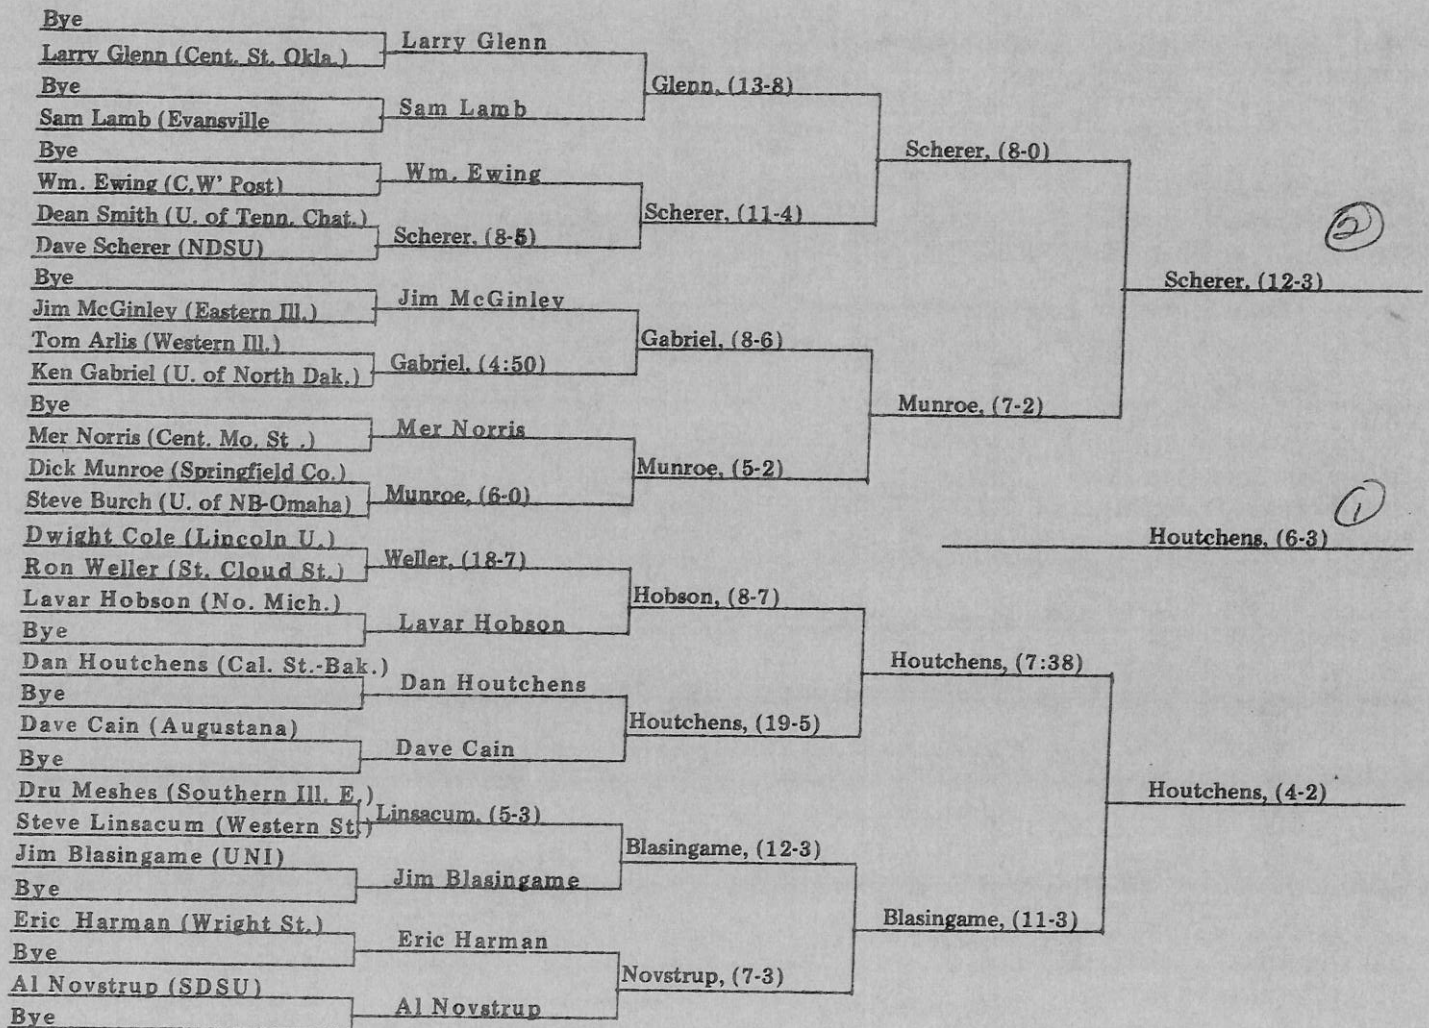 Bye
Larry Glenn (Cent. St. Okla.)
Bye
Sam Lamb (Evansville
Bye
Wm. Ewing (C.W' Post)
Dean Smith (U. of Tenn. Chat.)
Dave Scherer (NDSU)
Bye
Jim McGinley (Eastern Ill.)
Tom Arlis (Western Ill.)
Ken Gabriel (U. of North Dak.)
Bye
Mer Norris (Cent. Mo. St .)
Dick Munroe (Springfield Co.)
Steve Burch (U. of NB-Omaha)
Dwight Cole (Lincoln U.)
Ron Weller (St. Cloud St.)
Lavar Hobson (No. Mich.)
Bye
Dan Houtchens (Cal. St.-Bak.)
Bye
Dave Cain (Augustana)
Bye
Dru Meshes (Southern Ill. E.)
Steve Linsacum (Western St.)
Jim Blasingame (UNI)
Bye
Eric Harman (Wright St.)
Bye
Al Novstrup (SDSU)
Bye
Larry Glenn
Sam Lamb
Wm. Ewing
Scherer, (8-5)
Jim McGinley
Gabriel, (4:50)
Mer Norris
Munroe, (6-0)
Weller, (18-7)
Lavar Hobson
Dan Houtchens
Dave Cain
Linsacum, (5-3)
Jim Blasingame
Eric Harman
Al Novstrup
Glenn, (13-8)
Scherer, (11-4)
Gabriel, (8-6)
Munroe, (5-2)
Hobson, (8-7)
Houtchens, (19-5)
Blasingame, (12-3)
Novstrup, (7-3)
Scherer, (8-0)
Munroe, (7-2)
Houtchens, (7:38)
Blasingame, (11-3)
2
Scherer, (12-3)
1
Houtchens, (6-3)
Houtchens, (4-2)